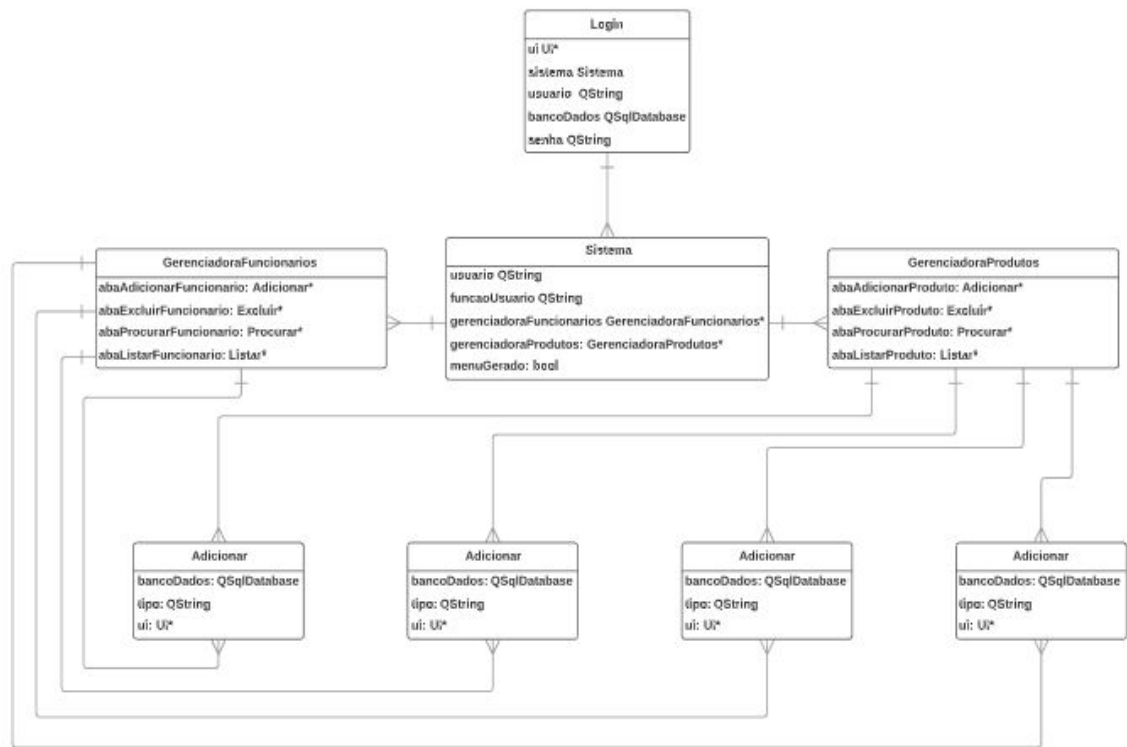 Login
ui Ui*
sistema Sistema
usuario QString
bancoDados QSqlDatabase
senha QString
GerenciadoraFuncionarios
abaAdicionarFuncionario: Adicionar*
abaExcluirFuncionario: Excluir*
abaProcurarFuncionario: Procurar*
abaListarFuncionario: Listar*
Sistema
usuario QString
funcaoUsuario QString
gerenciadoraFuncionarios GerenciadoraFuncionarios*
gerenciadoraProdutos: GerenciadoraProdutos*
menuGerado: bool
GerenciadoraProdutos
abaAdicionarProduto: Adicionar*
abaExcluirProduto: Excluir*
abaProcurarProduto: Procurar*
abaListarProduto: Listar*
Adicionar
bancoDados: QSqlDatabase
tipo: QString
ui: Ui*
Adicionar
bancoDados: QSqlDatabase
tipo: QString
ui: Ui*
Adicionar
bancoDados: QSqlDatabase
tipo: QString
ui: Ui*
Adicionar
bancoDados: QSqlDatabase
tipo: QString
ui: Ui*